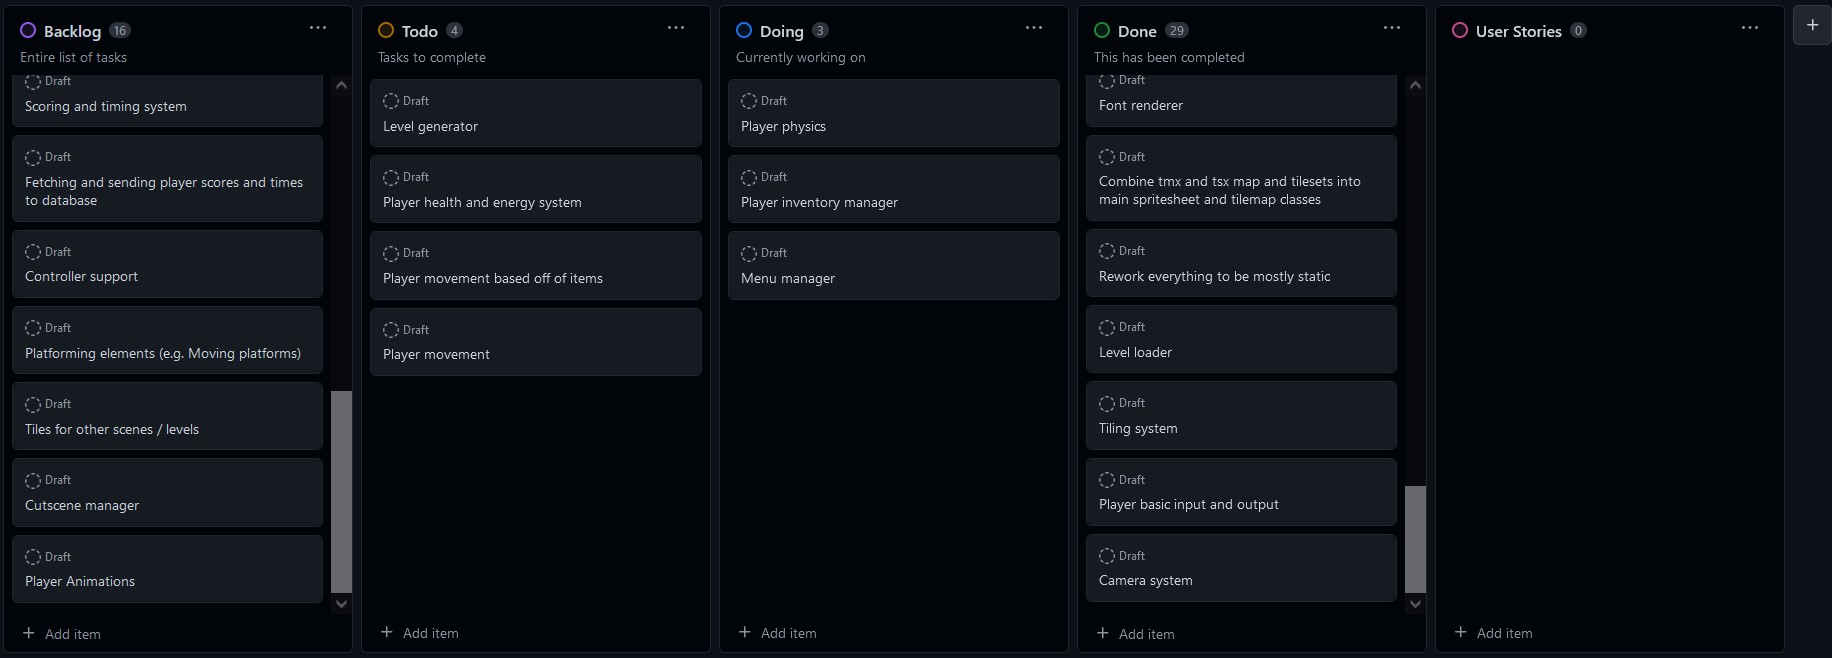 Backlog 16
Entire list of tasks
Draft
Scoring and timing system
Draft
Fetching and sending player scores and times
to database
Draft
Controller support
Draft
Platforming elements (e.g. Moving platforms)
Draft
Tiles for other scenes / levels
Draft
Cutscene manager
Draft
Player Animations
+ Add item
Todo 4
Tasks to complete
Draft
Level generator
Draft
Player health and energy system
Draft
Player movement based off of items
Draft
Player movement
+ Add item
Doing 3
Currently working on
Draft
Player physics
Draft
Player inventory manager
Draft
Menu manager
+ Add item
Done 29
This has been completed
Draft
Font renderer
Draft
Combine tmx and tsx map and tilesets into
main spritesheet and tilemap classes
Draft
Rework everything to be mostly static
Draft
Level loader
Draft
Tiling system
Draft
Player basic input and output
Draft
Camera system
+ Add item
User Stories 0
+ Add item